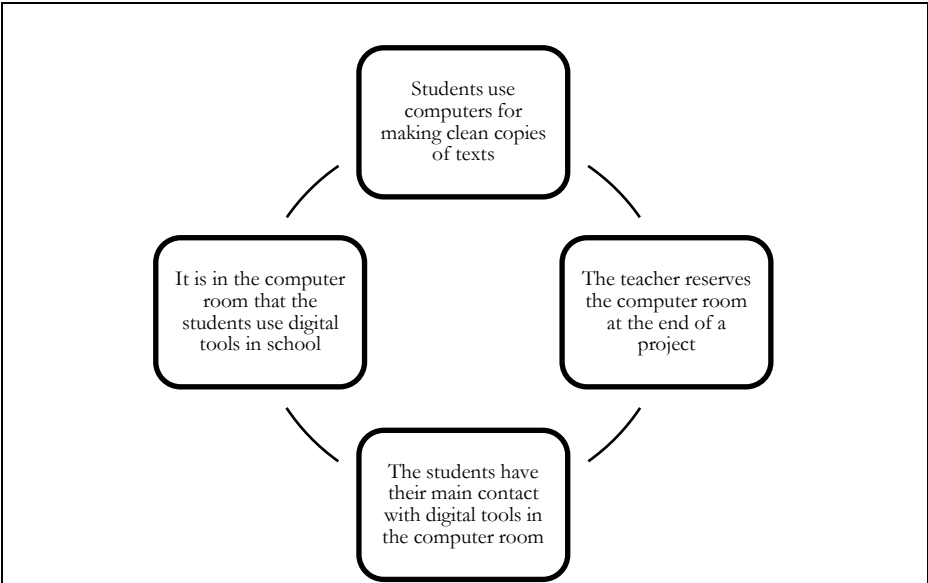 Students use
computers for
making clean copies
of texts
It is in the computer
room that the
students use digital
tools in school
The teacher reserves
the computer room
at the end of a
project
The students have
their main contact
with digital tools in
the computer room